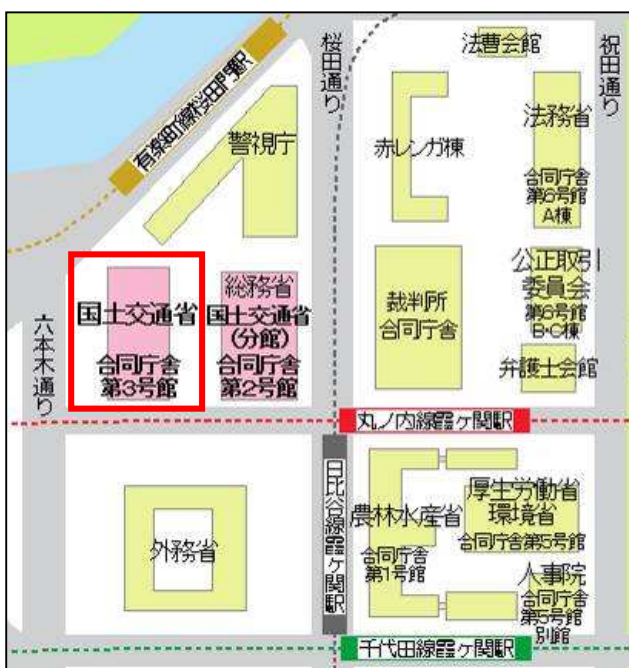 桜田通り
法曹会館
祝田通り
有楽町線桜田門駅
警視庁
赤レンガ棟
法務省
合同庁舎
第6号館
A棟
国土交通省
合同庁舎
第3号館
総務省
国土交通省
(分館)
合同庁舎
第2号館
裁判所
合同庁舎
公正取引
委員会
第6号館
B・C棟
弁護士会館
六本木通り
丸ノ内線霞ヶ関駅
日比谷線霞ヶ関駅
外務省
農林水産省
合同庁舎
第1号館
厚生労働省
環境省
合同庁舎第5号館
人事院
合同庁舎
第5号館
別館
千代田線霞ヶ関駅